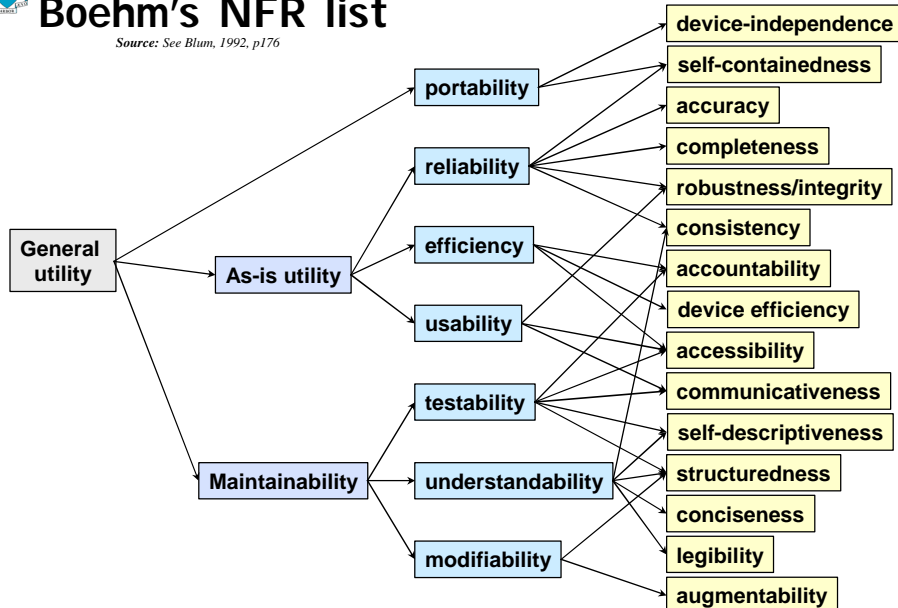 Boehm's NFR list
Source: See Blum, 1992, p176
device-independence
self-containedness
portability
accuracy
completeness
reliability
robustness/integrity
consistency
General
utility
efficiency
As-is utility
accountability
device efficiency
usability
accessibility
communicativeness
testability
self-descriptiveness
Maintainability
understandability
structuredness
conciseness
legibility
modifiability
augmentability